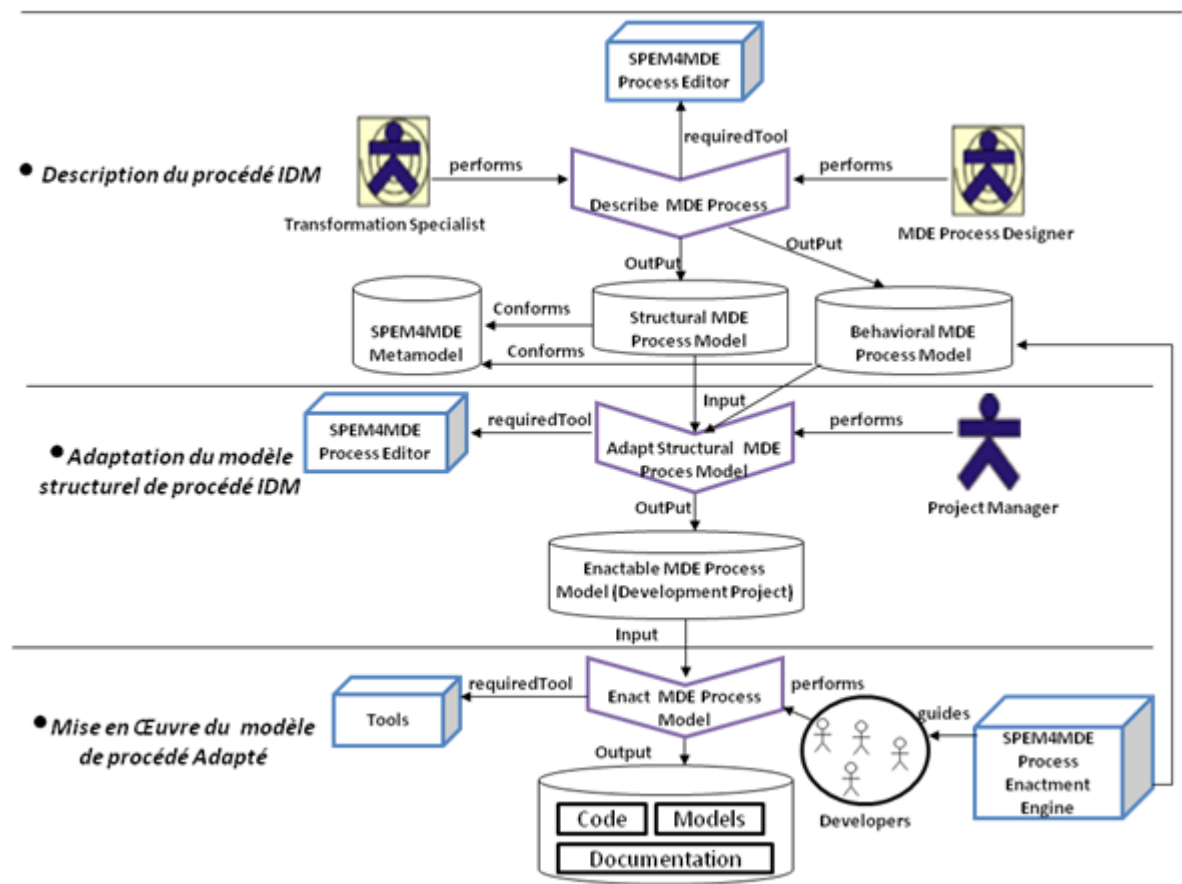 SPEM4MDE
Process Editor
requiredTool
performs
performs
• Description du procédé IDM
Describe MDE Process
Transformation Specialist
MDE Process Designer
OutPut
OutPut
SPEM4MDE
Metamodel
Conforms
Conforms
Structural MDE
Process Model
Behavioral MDE
Process Model
Input
SPEM4MDE
Process Editor
requiredTool
performs
• Adaptation du modèle
structurel de procédé IDM
Adapt Structural MDE
Proces Model
Project Manager
OutPut
Enactable MDE Process
Model (Development Project)
Input
requiredTool
Enact MDE Process
Model
performs
guides
Tools
• Mise en Œuvre du modèle
de procédé Adapté
SPEM4MDE
Process
Enactment
Engine
Output
Developers
Code
Models
Documentation